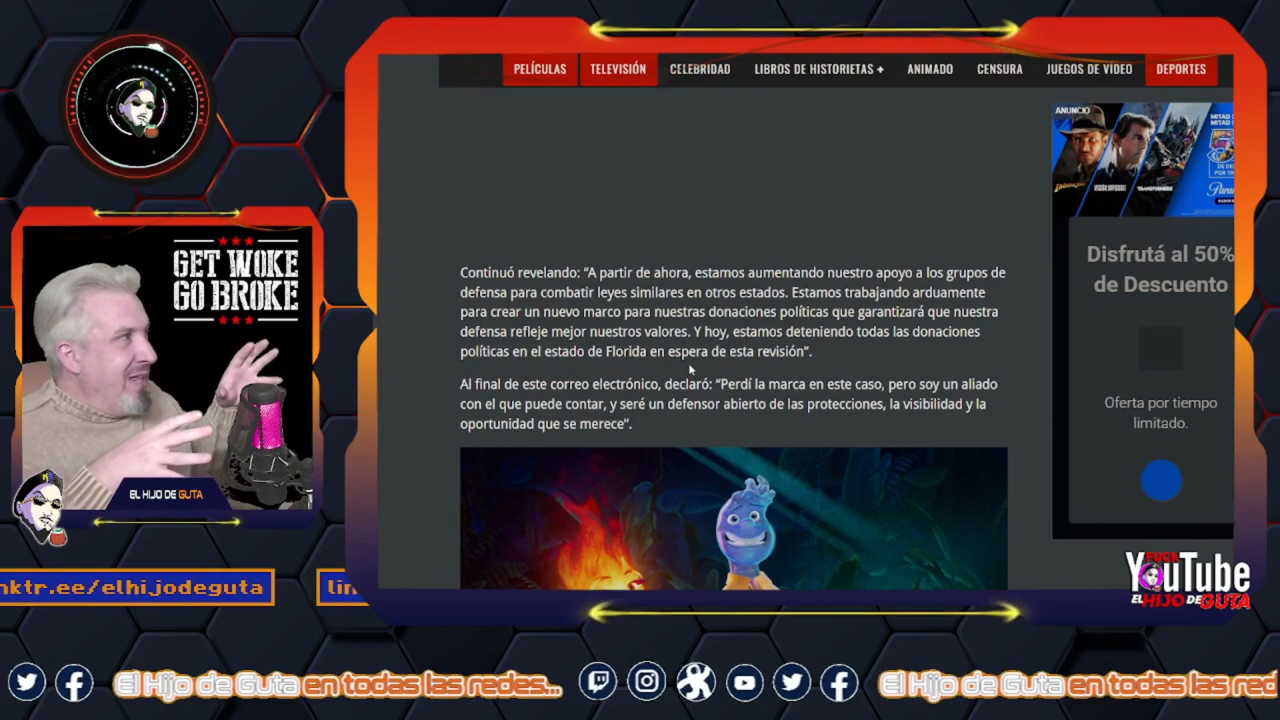 PELÍCULAS TELEVISIÓN CELEBRIDAD LIBROS DE HISTORIETAS + ANIMADO CENSURA JUEGOS DE VIDEO DEPORTES
ANUNCIO
MITAD
MITAD
Disfrutá al 50%
de Descuento
Oferta por tiempo
limitado.
Continuó revelando: “A partir de ahora, estamos aumentando nuestro apoyo a los grupos de
defensa para combatir leyes similares en otros estados. Estamos trabajando arduamente
para crear un nuevo marco para nuestras donaciones políticas que garantizará que nuestra
defensa refleje mejor nuestros valores. Y hoy, estamos deteniendo todas las donaciones
políticas en el estado de Florida en espera de esta revisión”.
Al final de este correo electrónico, declaró: “Perdí la marca en este caso, pero soy un aliado
con el que puede contar, y seré un defensor abierto de las protecciones, la visibilidad y la
oportunidad que se merece”.
GET WOKE
GO BROKE
EL HIJO DE GUTA
nktr.ee/elhijodeguta
lin
FUCK
YouTube
EL HIJO DE GUTA
El Hijo de Guta en todas las redes... El Hijo de Guta en todas las red